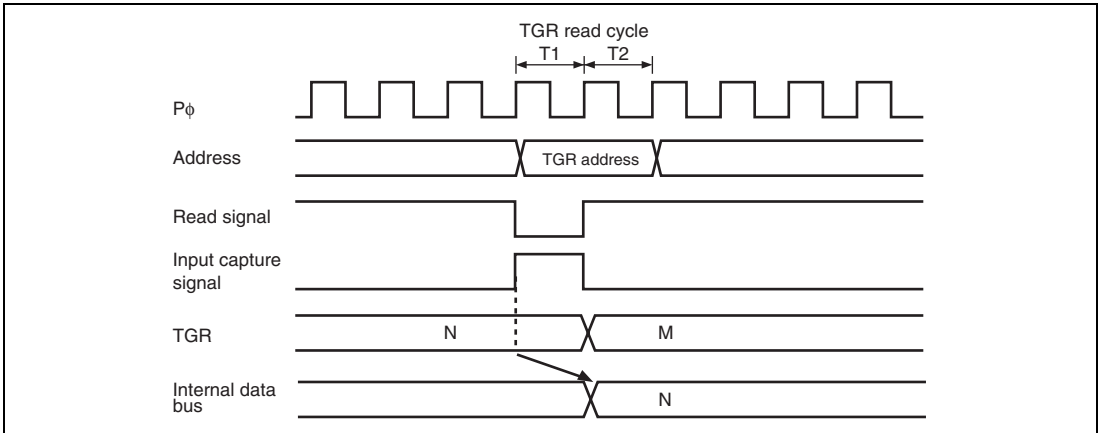 TGR read cycle
T1 T2
Pϕ
Address
TGR address
Read signal
Input capture
signal
TGR
N
M
Internal data
bus
N